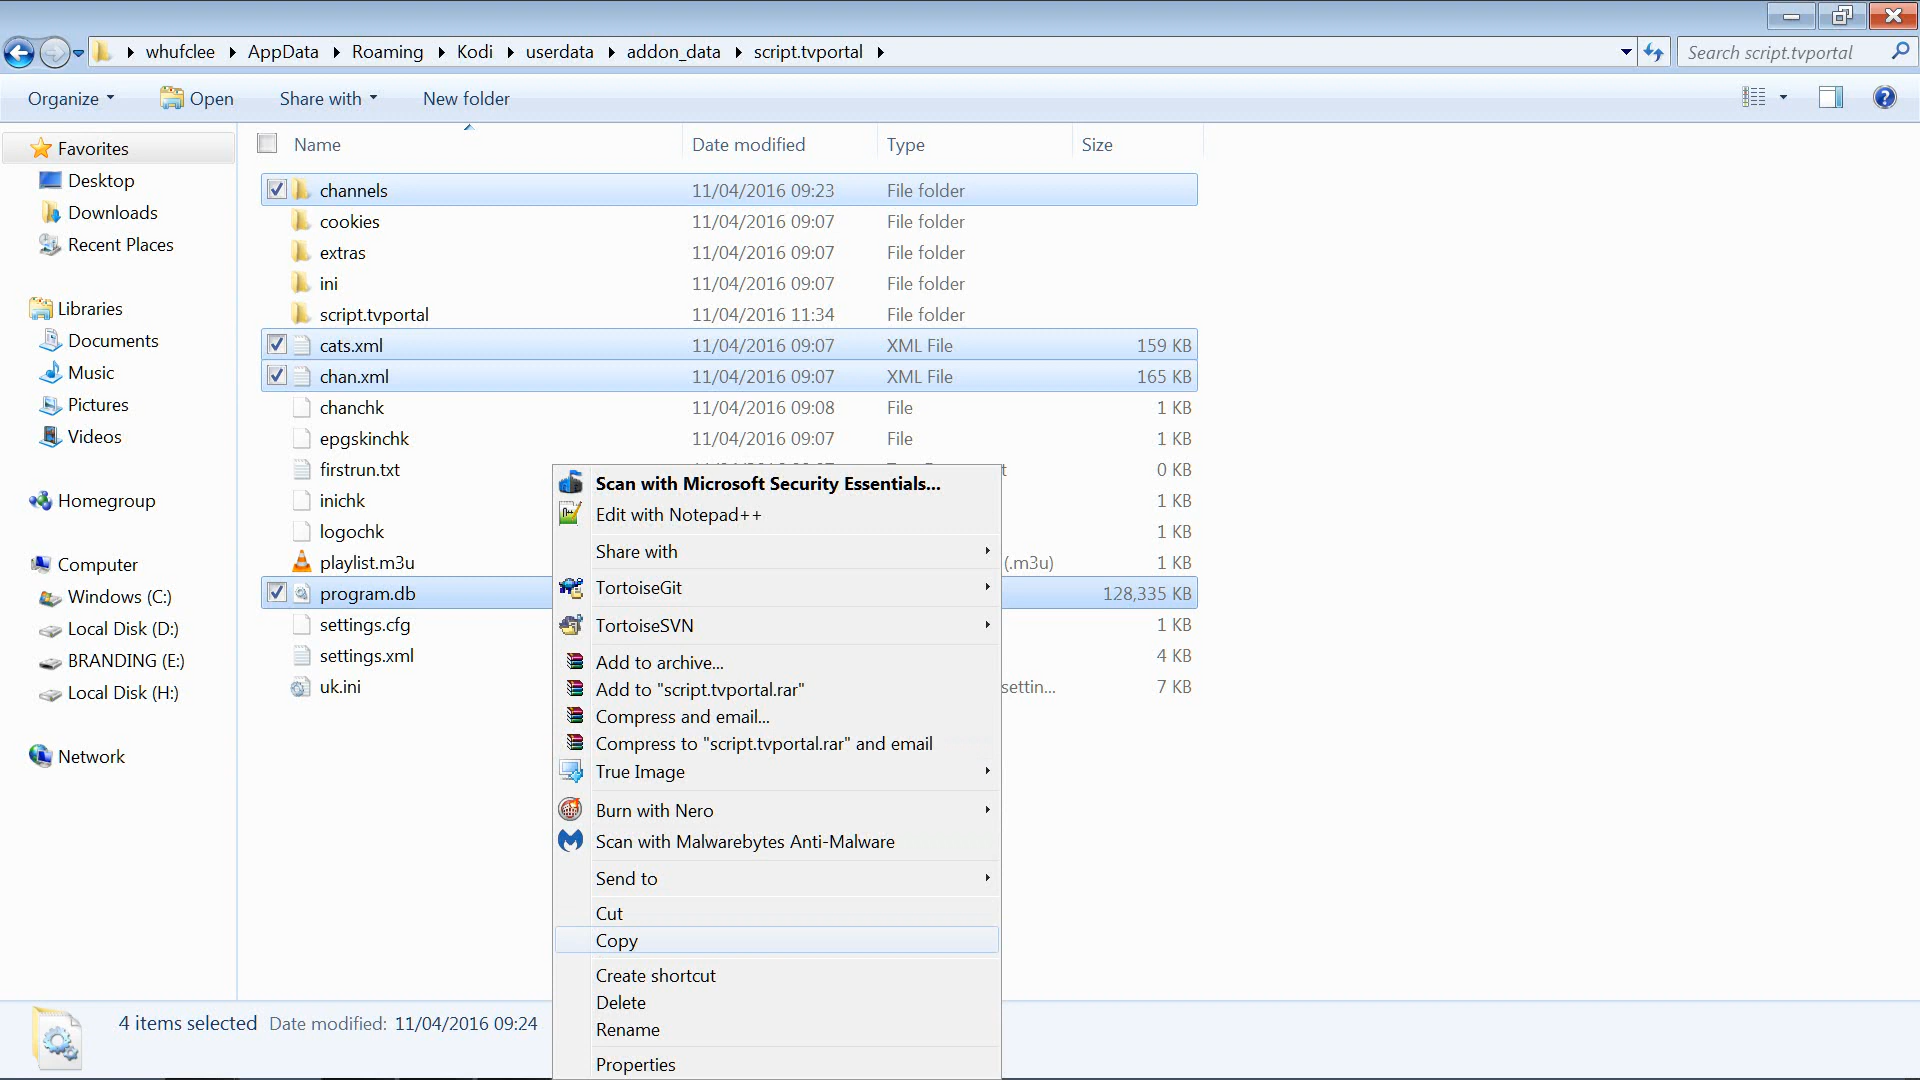 whufclee AppData Roaming Kodi userdata addon_data script.tvportal
Search script.tvportal
Organize Open Share with New folder
Name Date modified Type Size
Favorites
Desktop
Downloads
Recent Places
Libraries
Documents
Music
Pictures
Videos
Homegroup
Computer
Windows (C:)
Local Disk (D:)
BRANDING (E:)
Local Disk (H:)
Network
channels 11/04/2016 09:23 File folder
cookies 11/04/2016 09:07 File folder
extras 11/04/2016 09:07 File folder
ini 11/04/2016 09:07 File folder
script.tvportal 11/04/2016 11:34 File folder
cats.xml 11/04/2016 09:07 XML File 159 KB
chan.xml 11/04/2016 09:07 XML File 165 KB
chanchk 11/04/2016 09:08 File 1 KB
epgskinchk 11/04/2016 09:07 File 1 KB
firstrun.txt 0 KB
inichk 1 KB
logochk 1 KB
playlist.m3u (.m3u) 1 KB
program.db 128,335 KB
settings.cfg 1 KB
settings.xml 4 KB
uk.ini settin... 7 KB
Scan with Microsoft Security Essentials...
Edit with Notepad++
Share with
TortoiseGit
TortoiseSVN
Add to archive...
Add to "script.tvportal.rar"
Compress and email...
Compress to "script.tvportal.rar" and email
True Image
Burn with Nero
Scan with Malwarebytes Anti-Malware
Send to
Cut
Copy
Create shortcut
Delete
Rename
Properties
4 items selected Date modified: 11/04/2016 09:24